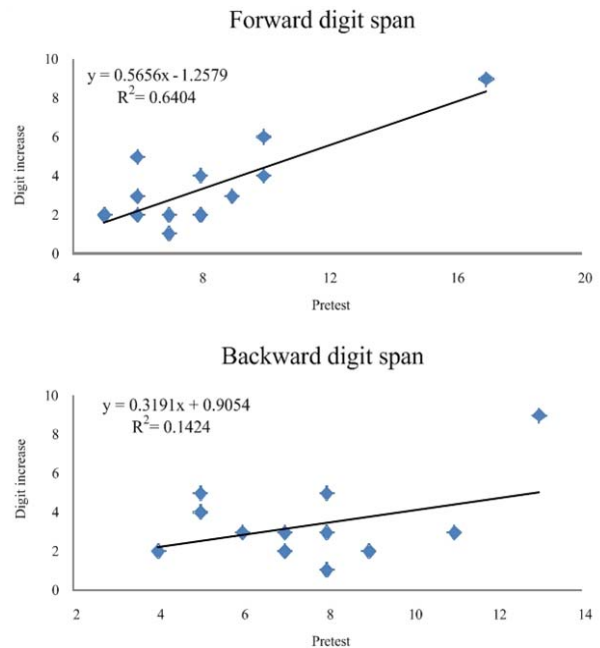 Forward digit span
y = 0.5656x - 1.2579
R²= 0.6404
Digit increase
10
8
6
4
2
0
4 8 12 16 20
Pretest
Backward digit span
y = 0.3191x + 0.9054
R²= 0.1424
Digit increase
10
8
6
4
2
0
2 4 6 8 10 12 14
Pretest